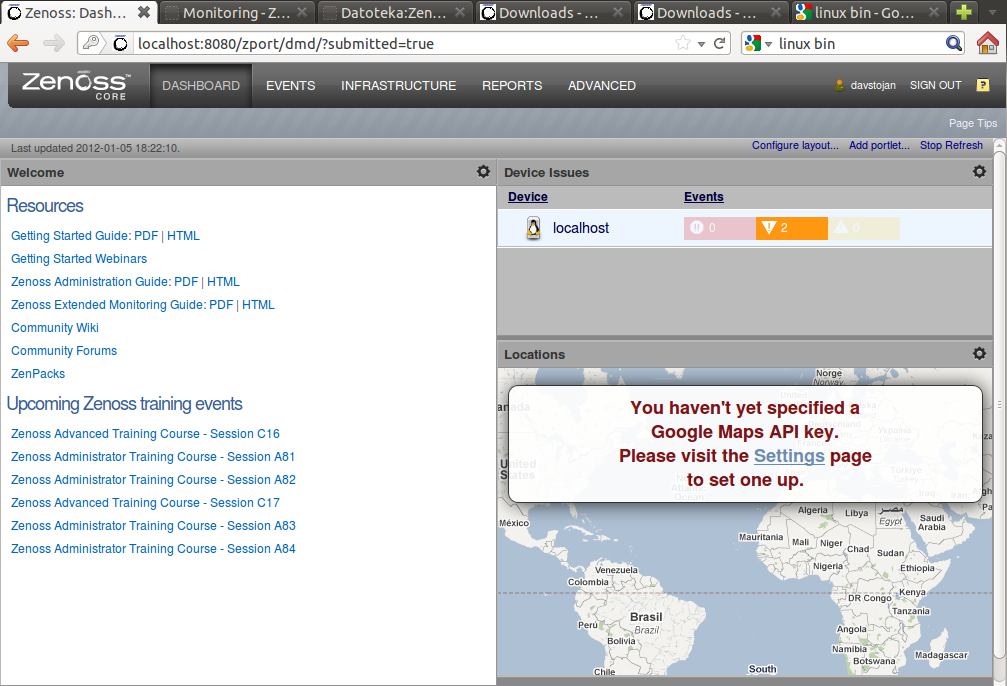 Zenoss: Dash...
Monitoring - Z...
Datoteka:Zen...
Downloads - ...
Downloads - ...
linux bin - Go...
localhost:8080/zport/dmd/?submitted=true
linux bin
Zenoss™ CORE
DASHBOARD EVENTS INFRASTRUCTURE REPORTS ADVANCED
davstojan SIGN OUT ?
Page Tips
Last updated 2012-01-05 18:22:10.
Configure layout... Add portlet... Stop Refresh
Welcome
Resources
Getting Started Guide: PDF | HTML
Getting Started Webinars
Zenoss Administration Guide: PDF | HTML
Zenoss Extended Monitoring Guide: PDF | HTML
Community Wiki
Community Forums
ZenPacks
Upcoming Zenoss training events
Zenoss Advanced Training Course - Session C16
Zenoss Administrator Training Course - Session A81
Zenoss Administrator Training Course - Session A82
Zenoss Advanced Training Course - Session C17
Zenoss Administrator Training Course - Session A83
Zenoss Administrator Training Course - Session A84
Device Issues
Device Events
localhost 0 2 0
Locations
Norge
Norway
You haven't yet specified a
Google Maps API key.
Please visit the Settings page
to set one up.
United
States
México
Algeria
Libya
مصر
Egypt
Saudi
Arabia
Mauritania
Mali
Niger
Chad
Sudan
Nigeria
Ethiopia
Venezuela
Colombia
DR Congo
Kenya
Tanzania
Brasil
Brazil
Perú
Bolivia
Angola
Namibia
Botswana
Madagascar
Chile
South